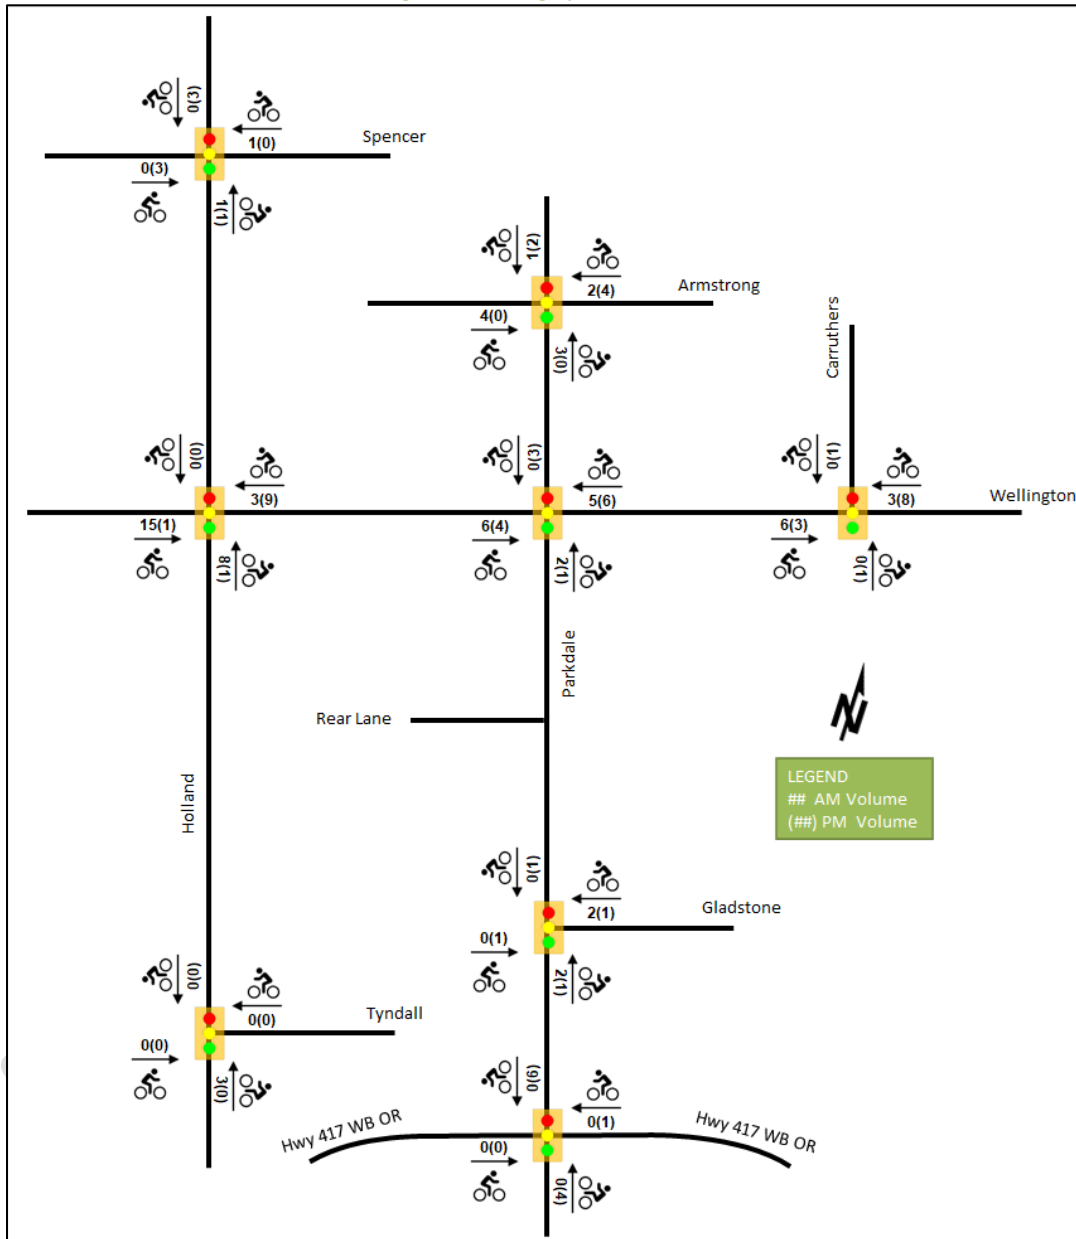 0(3)
1(0)
Spencer
0(3)
1(1)
1(2)
2(4)
Armstrong
4(0)
3(0)
Carruthers
0(0)
3(9)
0(3)
5(6)
0(1)
3(8)
Wellington
15(1)
8(1)
6(4)
2(1)
6(3)
0(1)
Parkdale
Rear Lane
Holland
N
LEGEND
## AM Volume
(##) PM Volume
0(1)
2(1)
Gladstone
0(1)
2(1)
0(0)
0(0)
Tyndall
0(0)
3(0)
0(6)
0(1)
Hwy 417 WB OR
Hwy 417 WB OR
0(0)
0(4)